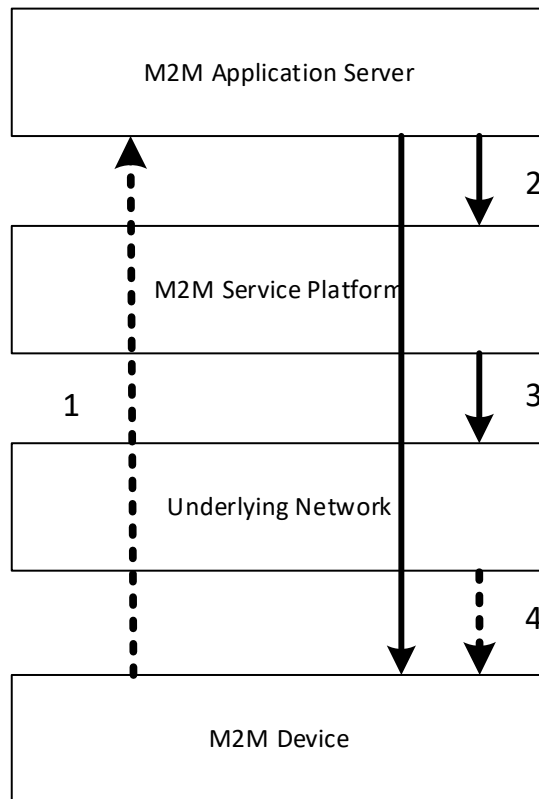 M2M Application Server
2
M2M Service Platform
1
3
Underlying Network
4
M2M Device